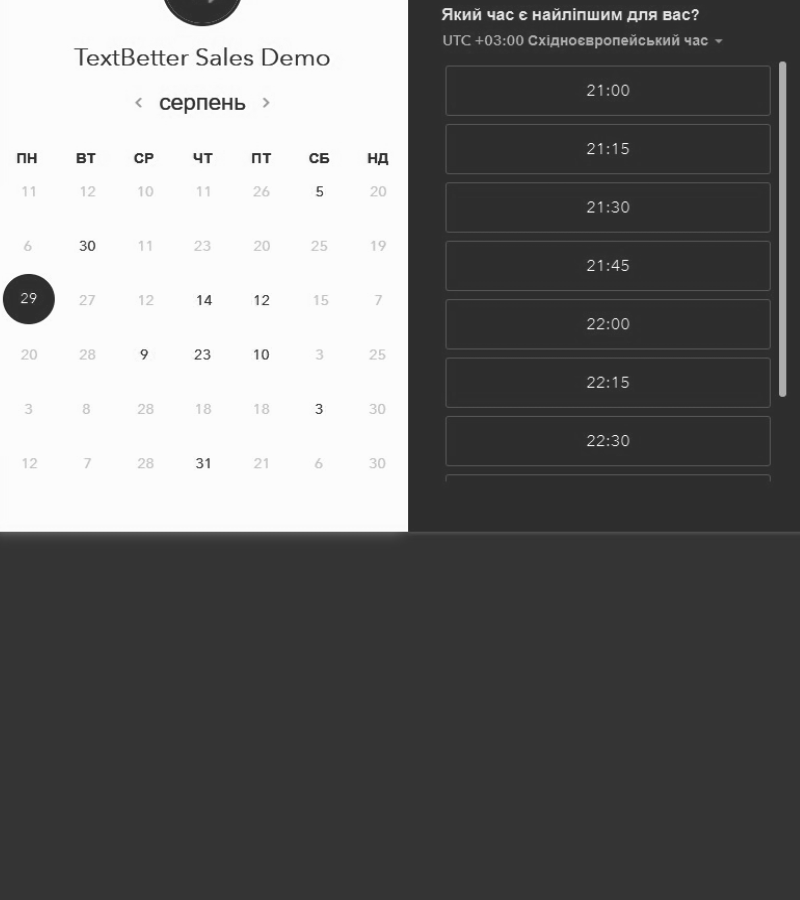 TextBetter Sales Demo
серпень
ПН ВТ СР ЧТ ПТ СБ НД
11 12 10 11 26 5 20
6 30 11 23 20 25 19
29 27 12 14 12 15 7
20 28 9 23 10 3 25
3 8 28 18 18 3 30
12 7 28 31 21 6 30
Який час є найліпшим для вас?
UTC +03:00 Східноєвропейський час
21:00
21:15
21:30
21:45
22:00
22:15
22:30